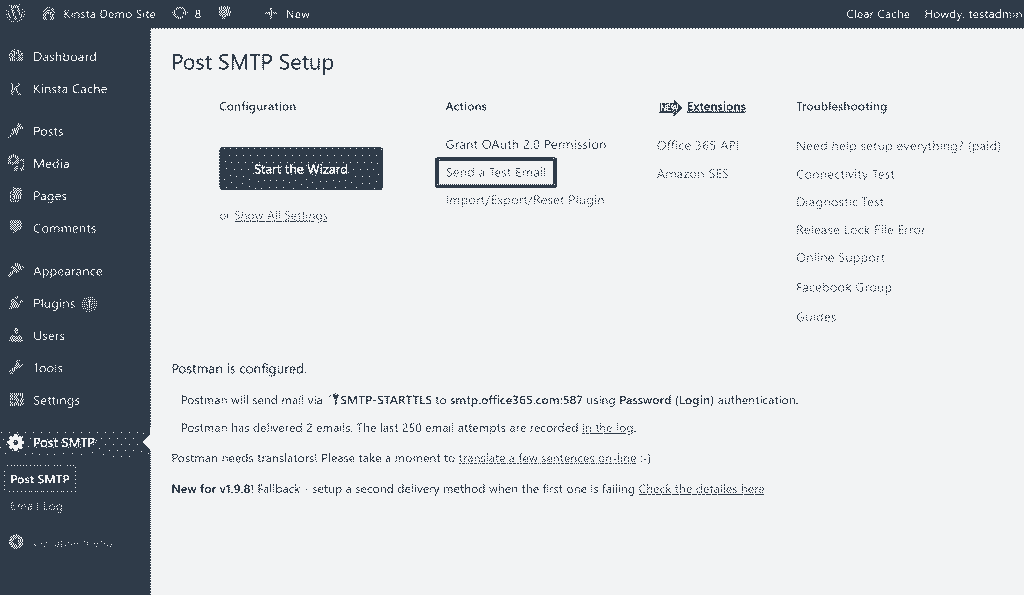 Kinsta Demo Site 8 New Clear Cache Howdy, testadmin
Dashboard
Kinsta Cache
Posts
Media
Pages
Comments
Appearance
Plugins
Users
Tools
Settings
Post SMTP
Post SMTP
Email Log
Post SMTP Setup
Configuration
Start the Wizard
or Show All Settings
Actions
Grant OAuth 2.0 Permission
Send a Test Email
Import/Export/Reset Plugin
Extensions
Office 365 API
Amazon SES
Troubleshooting
Need help setup everything? (paid)
Connectivity Test
Diagnostic Test
Release Lock File Error
Online Support
Facebook Group
Guides
Postman is configured.
Postman will send mail via SMTP-STARTTLS to smtp.office365.com:587 using Password (Login) authentication.
Postman has delivered 2 emails. The last 250 email attempts are recorded in the log.
Postman needs translators! Please take a moment to translate a few sentences on-line :-)
New for v1.9.8! Fallback - setup a second delivery method when the first one is failing Check the detailes here